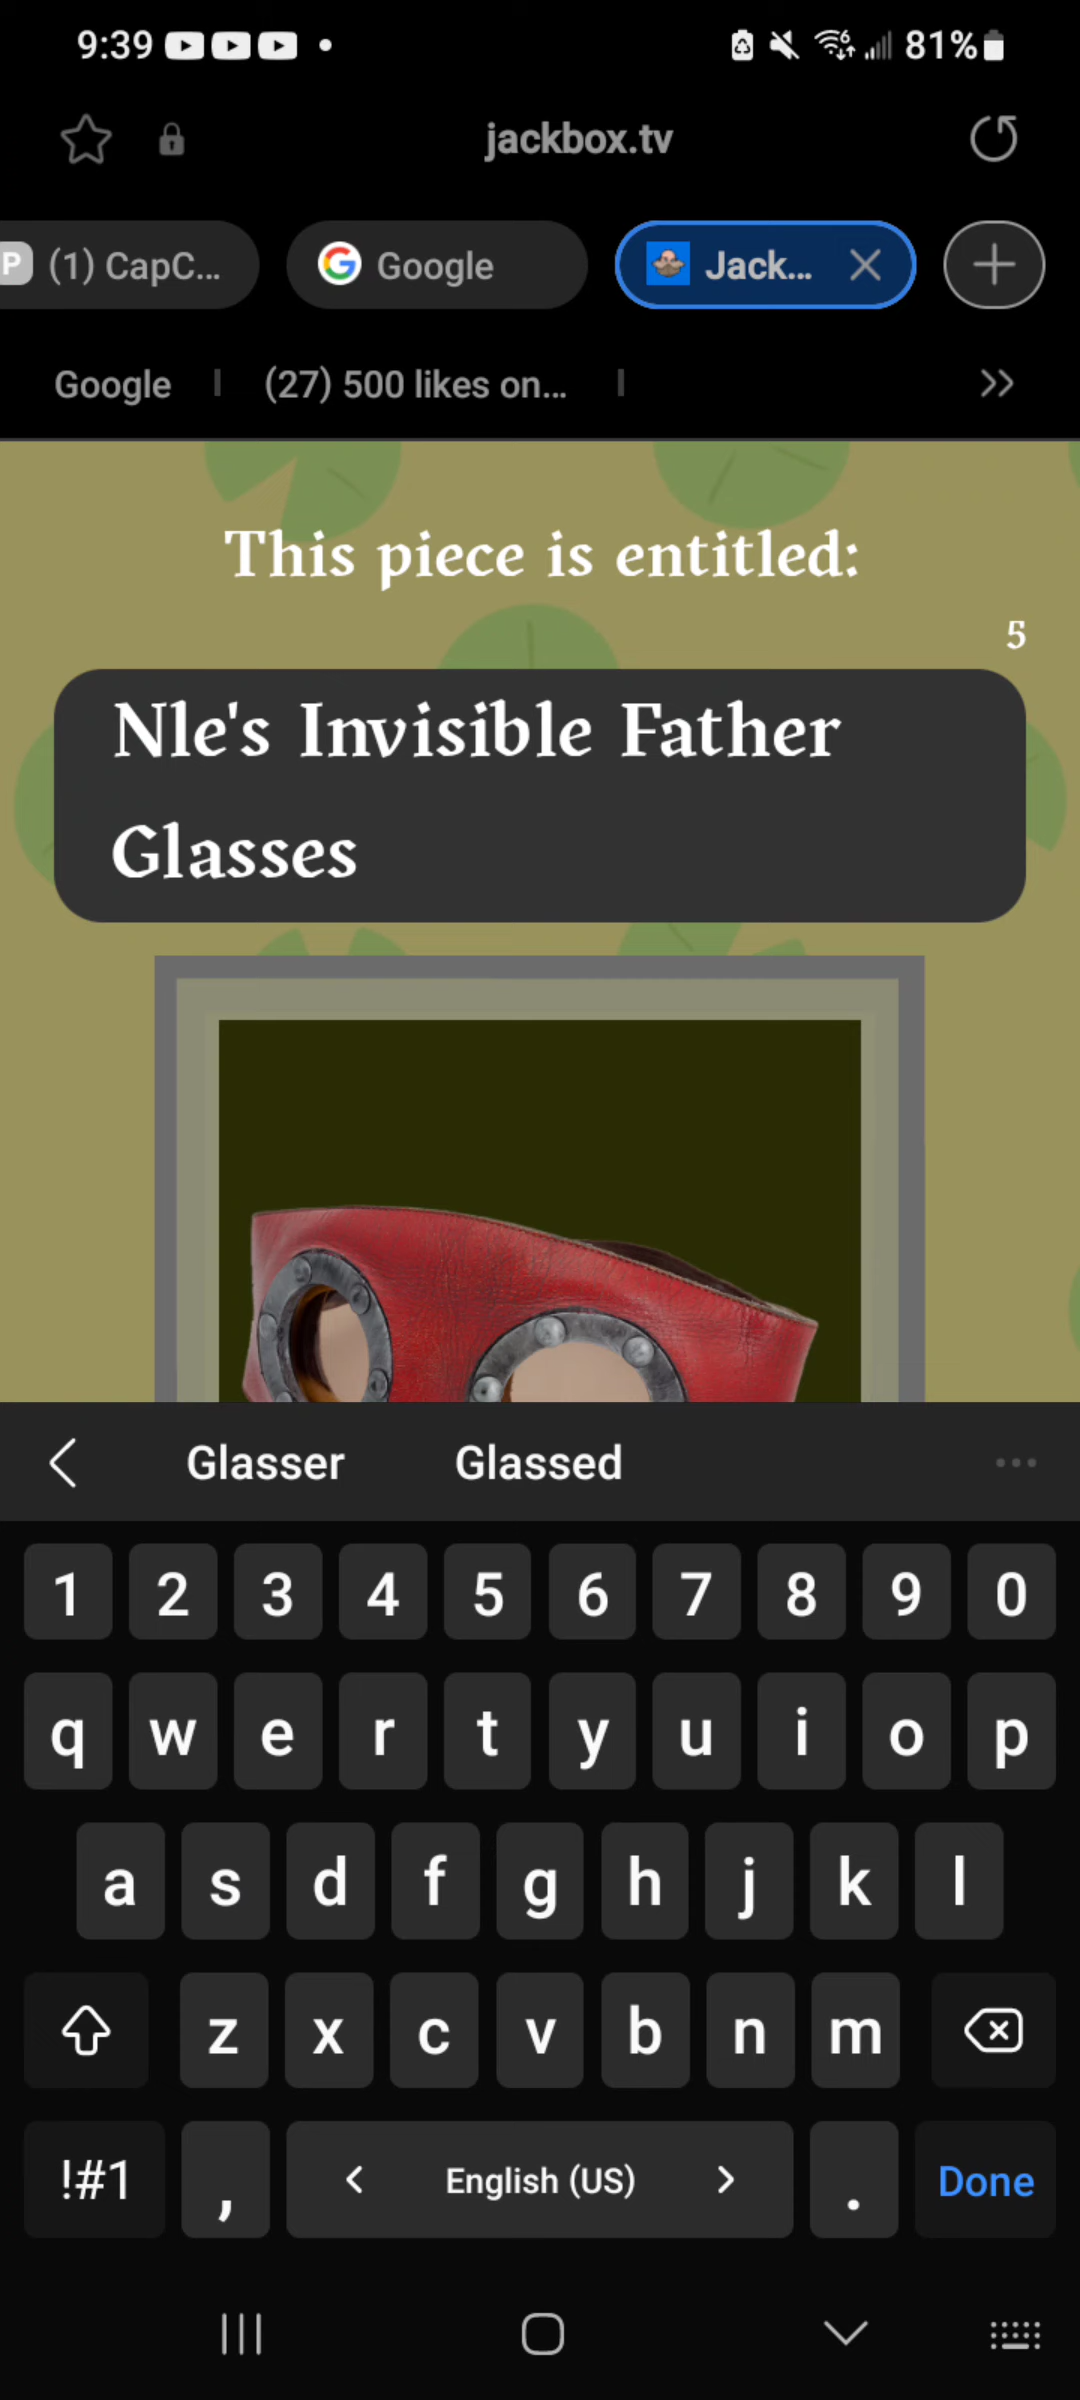 9:39 81%
jackbox.tv
P (1) CapC... Google Jack...
Google (27) 500 likes on...
This piece is entitled:
5
Nle's Invisible Father
Glasses
Glasser Glassed
1 2 3 4 5 6 7 8 9 0
q w e r t y u i o p
a s d f g h j k l
z x c v b n m
!#1 , English (US) . Done